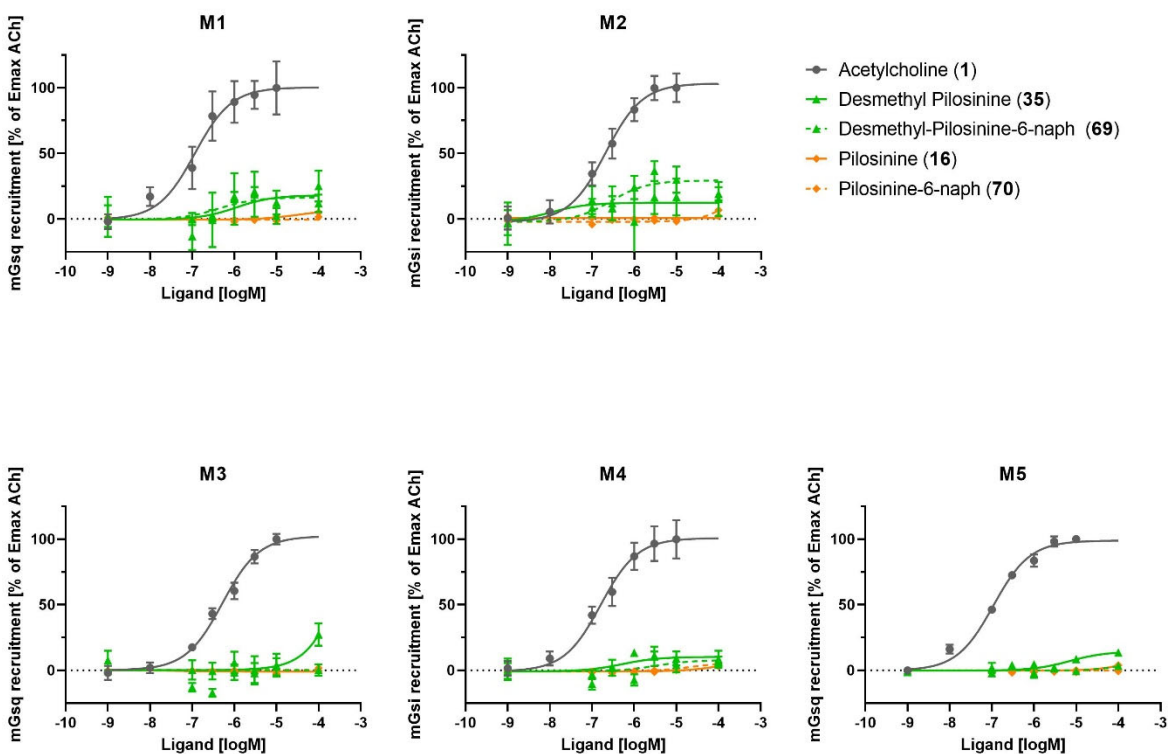 M1
mGsq recruitment [% of Emax ACh]
100
50
0
-10 -9 -8 -7 -6 -5 -4 -3
Ligand [logM]
M2
mGsi recruitment [% of Emax ACh]
100
50
0
-10 -9 -8 -7 -6 -5 -4 -3
Ligand [logM]
Acetylcholine (1)
Desmethyl Pilosinine (35)
Desmethyl-Pilosinine-6-naph (69)
Pilosinine (16)
Pilosinine-6-naph (70)
M3
mGsq recruitment [% of Emax ACh]
100
50
0
-10 -9 -8 -7 -6 -5 -4 -3
Ligand [logM]
M4
mGsi recruitment [% of Emax ACh]
100
50
0
-10 -9 -8 -7 -6 -5 -4 -3
Ligand [logM]
M5
mGsq recruitment [% of Emax ACh]
100
50
0
-10 -9 -8 -7 -6 -5 -4 -3
Ligand [logM]